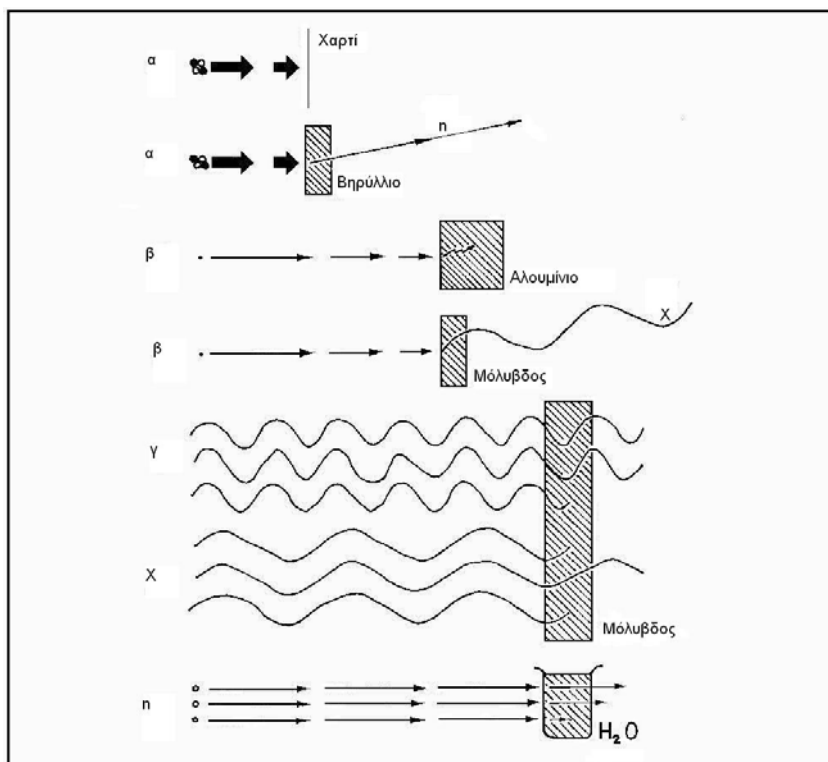 α
Χαρτί
α
n
Βηρύλλιο
β
Αλουμίνιο
β
X
Μόλυβδος
γ
X
Μόλυβδος
n
H₂O